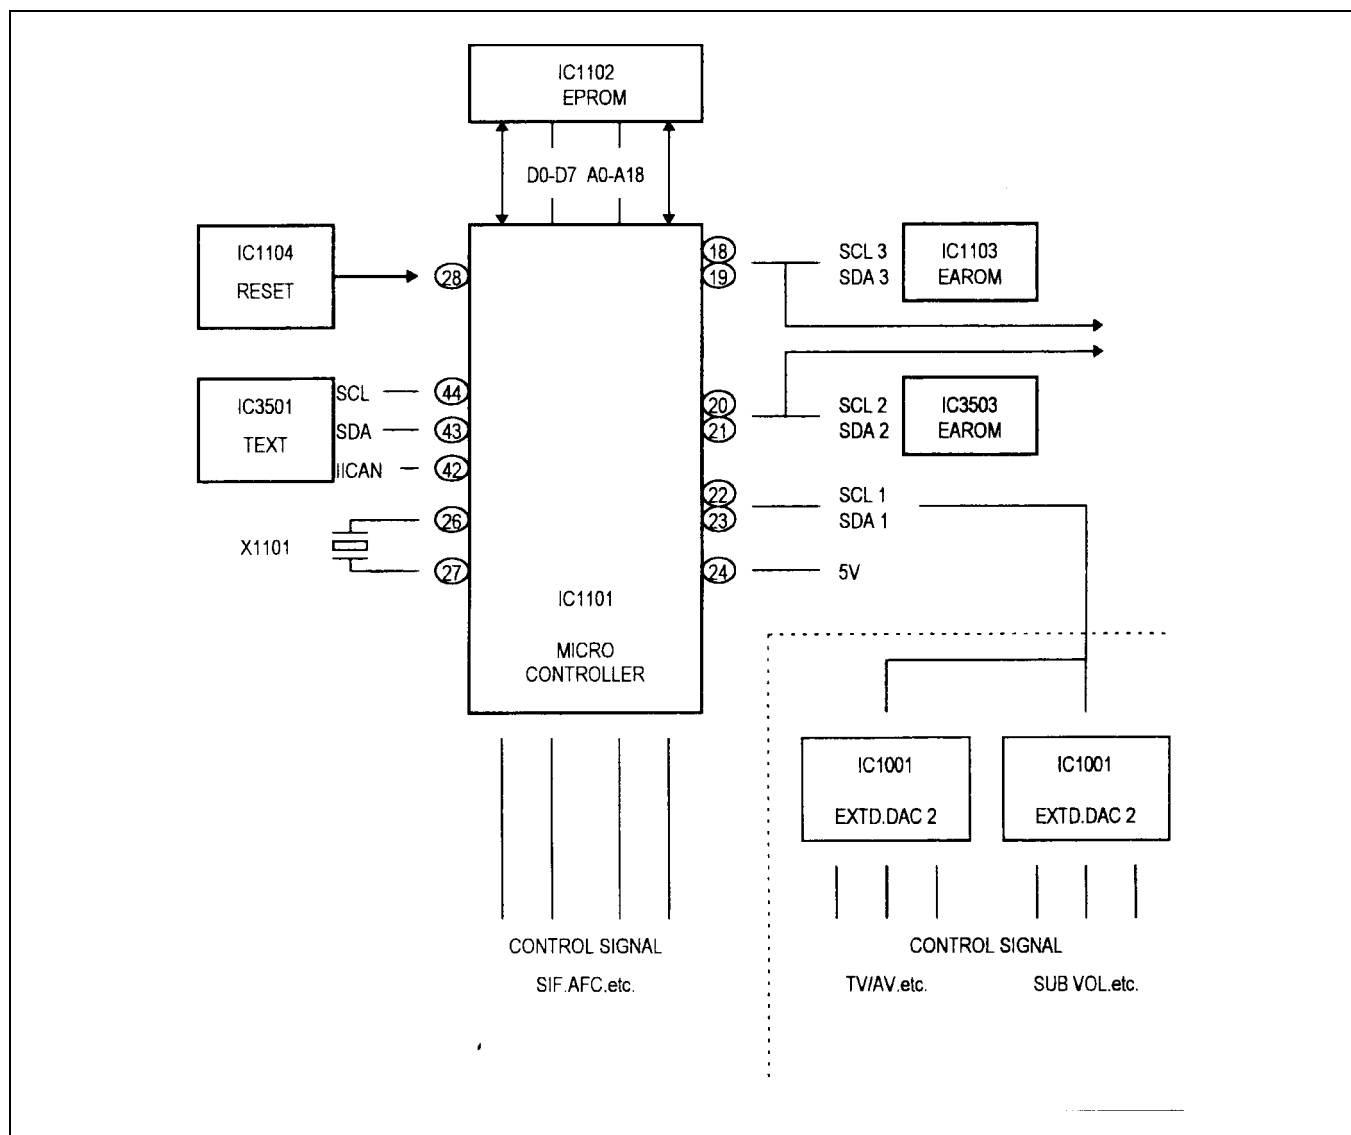 IC1102
EPROM
D0-D7 A0-A18
IC1104
RESET
28
18
19
SCL 3
SDA 3
IC1103
EAROM
IC3501
TEXT
SCL
SDA
IICAN
44
43
42
20
21
SCL 2
SDA 2
IC3503
EAROM
22
23
SCL 1
SDA 1
X1101
26
27
24
5V
IC1101
MICRO
CONTROLLER
IC1001
EXTD.DAC 2
IC1001
EXTD.DAC 2
CONTROL SIGNAL
SIF.AFC.etc.
CONTROL SIGNAL
TV/AV.etc.
SUB VOL.etc.